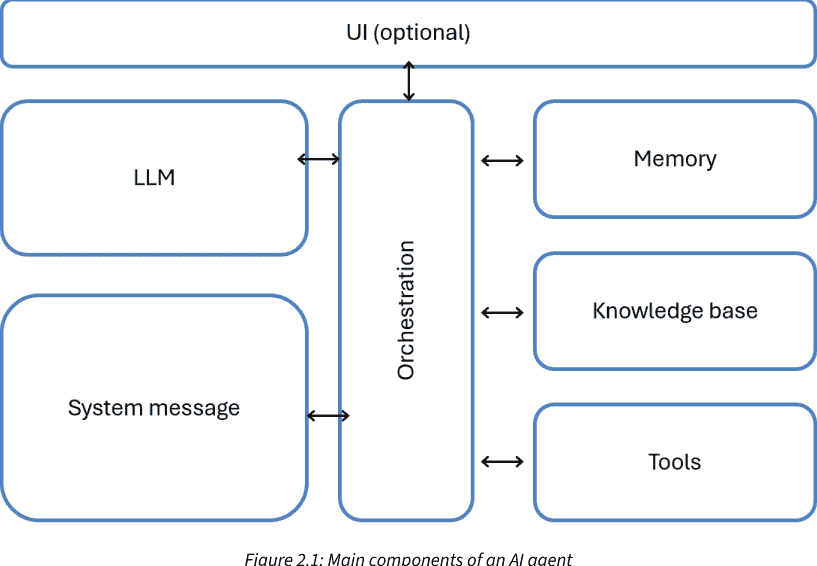 UI (optional)
LLM
Memory
Orchestration
Knowledge base
System message
Tools
Figure 2.1: Main components of an AI agent